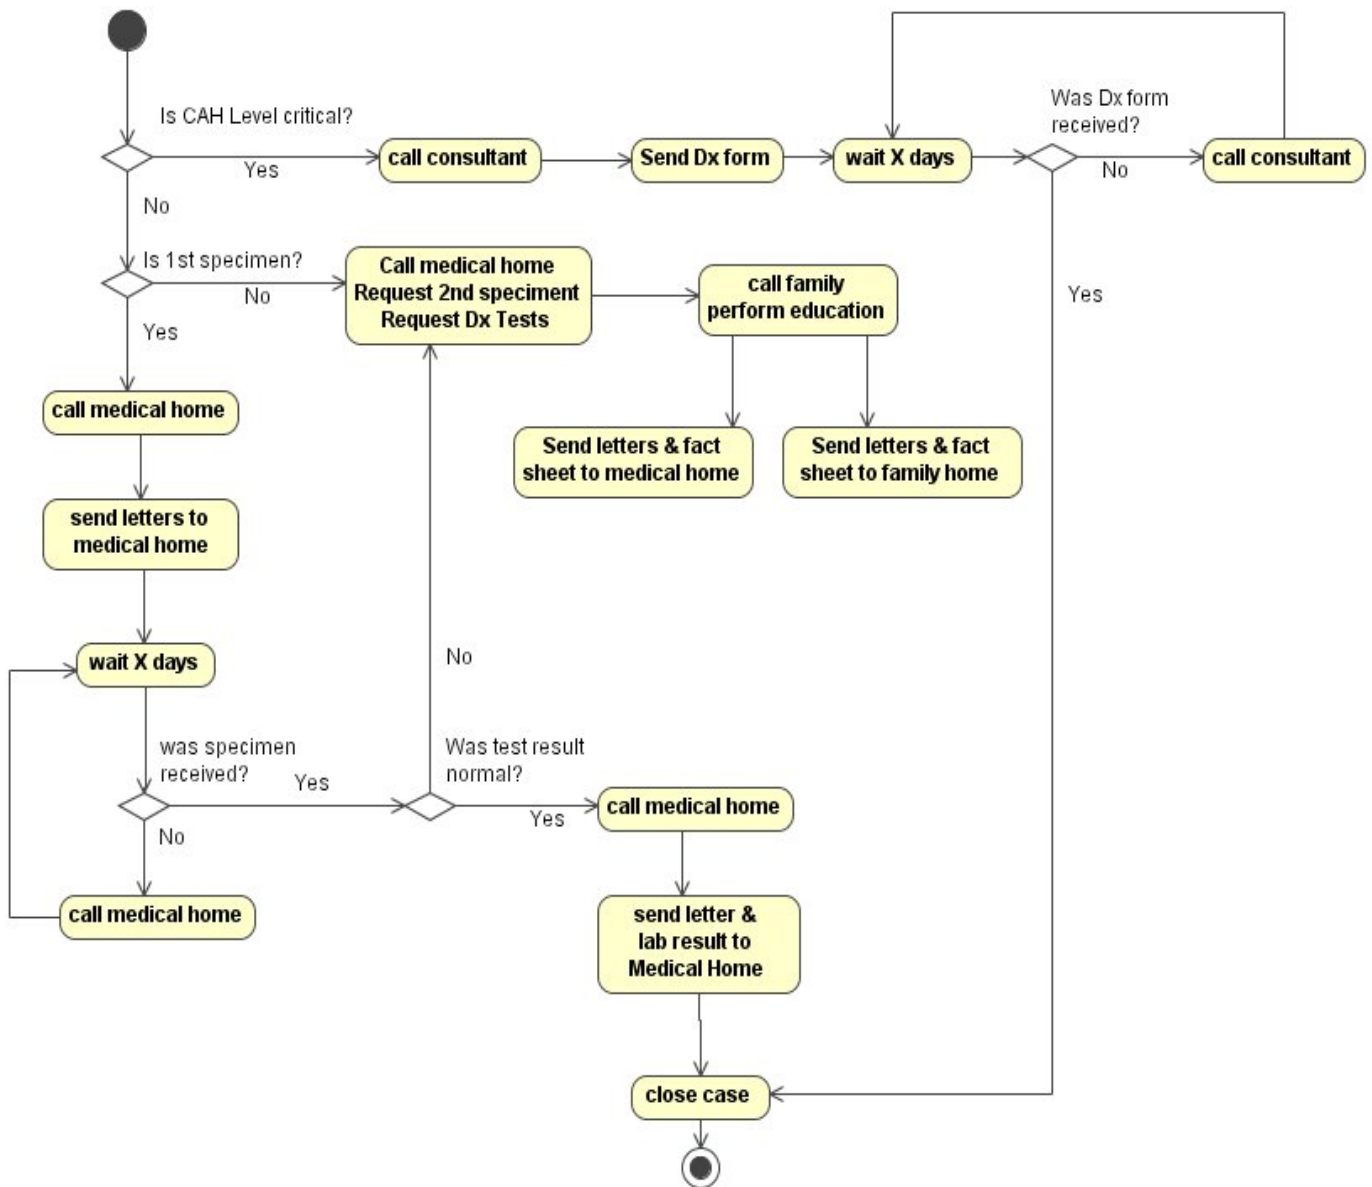 Is CAH Level critical?
Yes
call consultant
Send Dx form
wait X days
Was Dx form
received?
No
call consultant
No
Yes
Is 1st specimen?
No
Call medical home
Request 2nd speciment
Request Dx Tests
call family
perform education
Yes
call medical home
Send letters & fact
sheet to medical home
Send letters & fact
sheet to family home
send letters to
medical home
wait X days
No
was specimen
received?
Yes
Was test result
normal?
Yes
call medical home
No
call medical home
send letter &
lab result to
Medical Home
close case